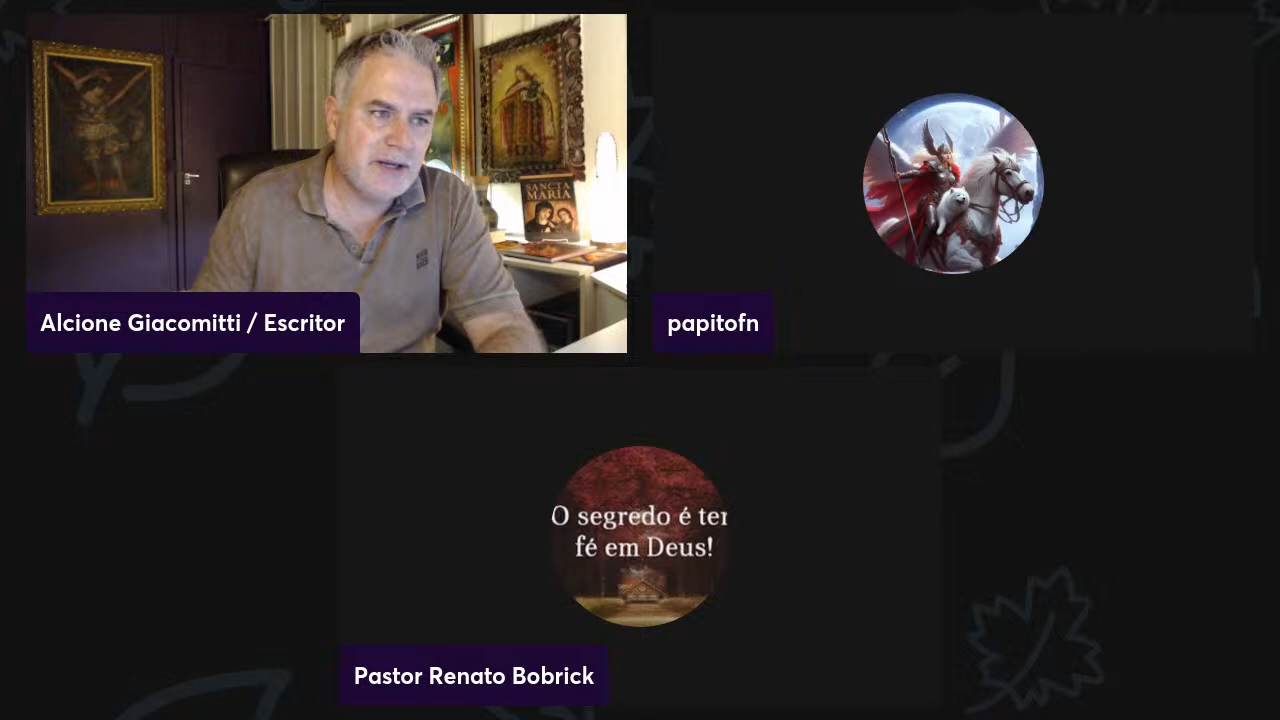 SANCTA
MARIA
Alcione Giacomitti / Escritor
papitofn
O segredo é ter
fé em Deus!
Pastor Renato Bobrick